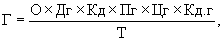 Г = О × Дг × Кд × Пг × Цг × Кд.г / Т,